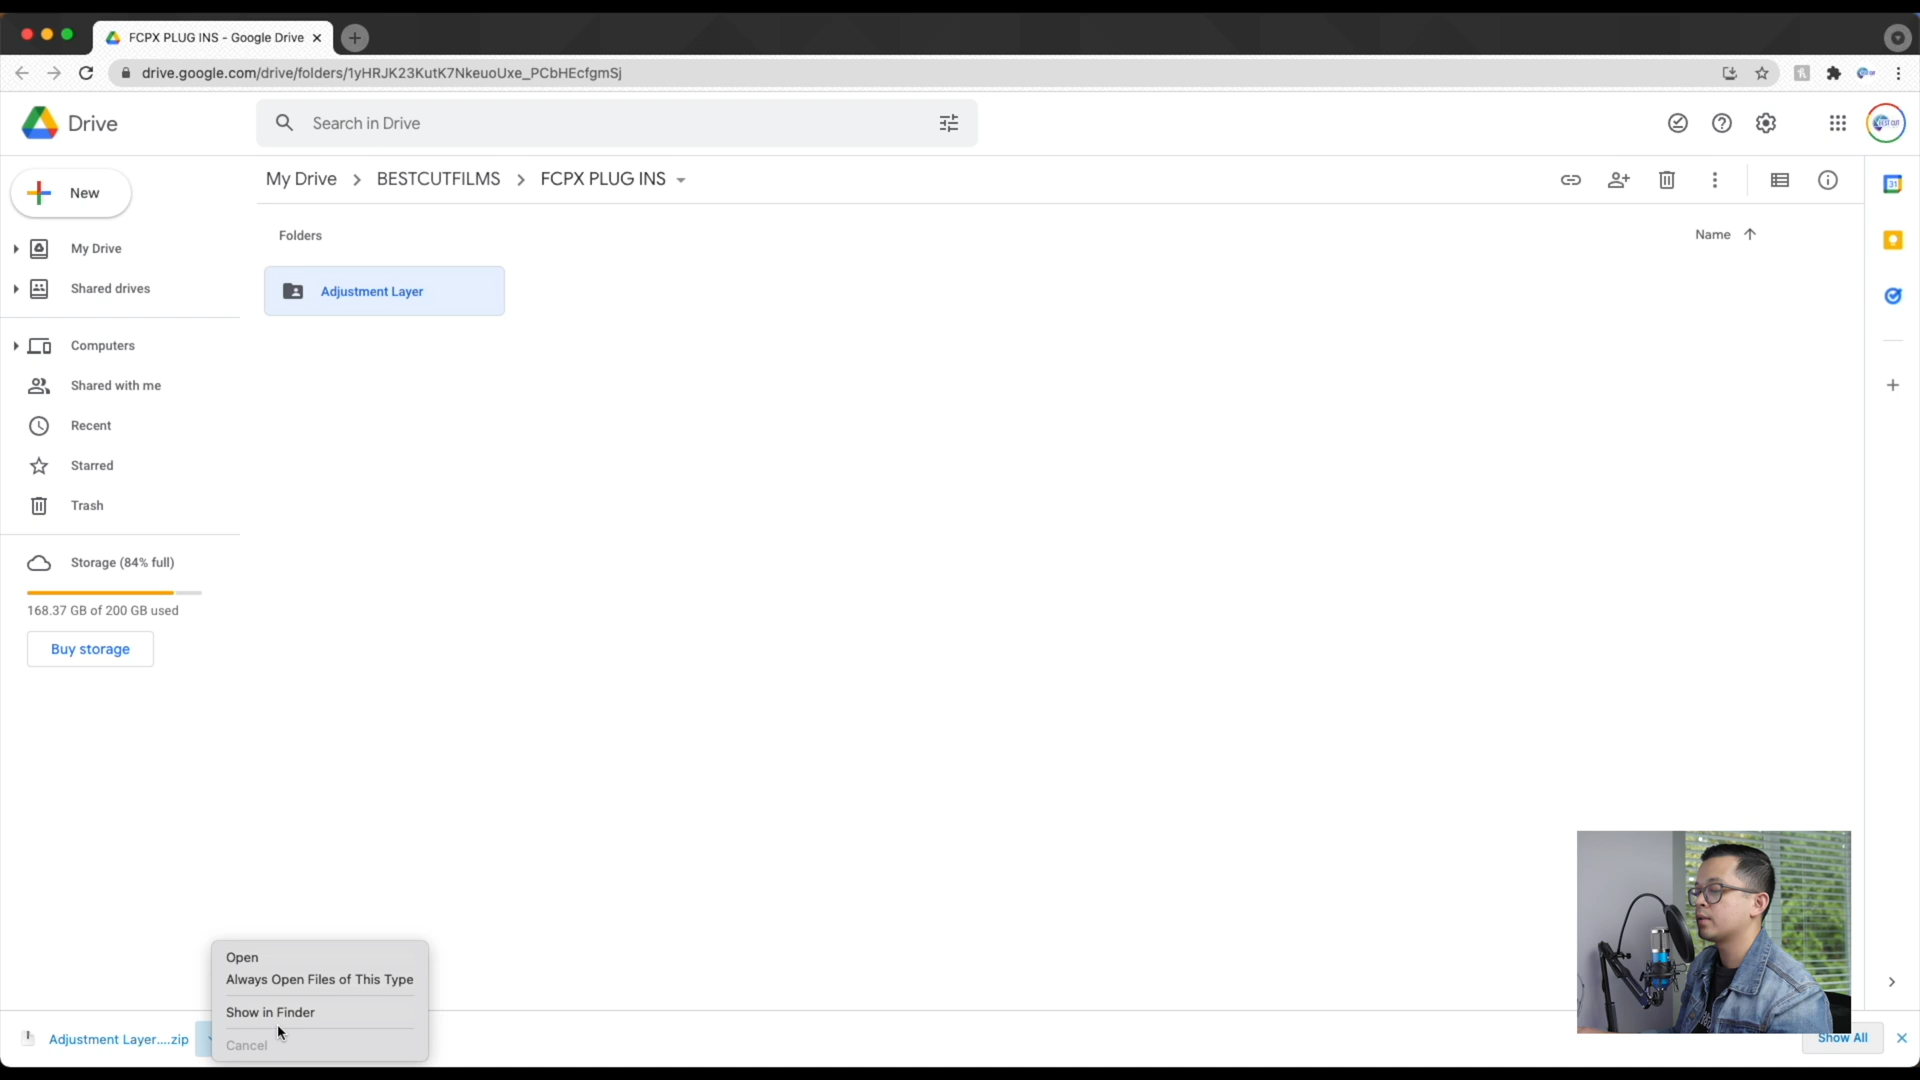 FCPX PLUG INS - Google Drive
drive.google.com/drive/folders/1yHRJK23KutK7NkeuoUxe_PCbHEcfgmSj
Drive
Search in Drive
New
My Drive
Shared drives
Computers
Shared with me
Recent
Starred
Trash
Storage (84% full)
168.37 GB of 200 GB used
Buy storage
My Drive > BESTCUTFILMS > FCPX PLUG INS
Folders
Name
Adjustment Layer
31
Open
Always Open Files of This Type
Show in Finder
Cancel
Adjustment Layer....zip
Show All